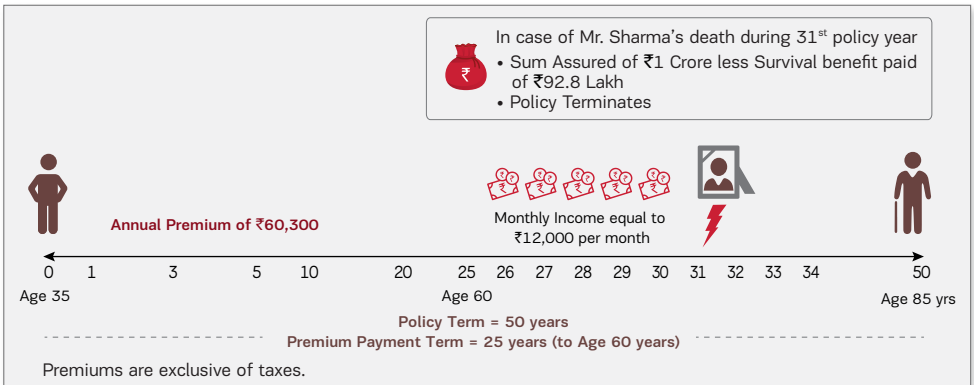 In case of Mr. Sharma's death during 31st policy year
• Sum Assured of ₹1 Crore less Survival benefit paid
of ₹92.8 Lakh
• Policy Terminates
Annual Premium of ₹60,300
Monthly Income equal to
₹12,000 per month
0 1 3 5 10 20 25 26 27 28 29 30 31 32 33 34 50
Age 35 Age 60 Age 85 yrs
Policy Term = 50 years
Premium Payment Term = 25 years (to Age 60 years)
Premiums are exclusive of taxes.